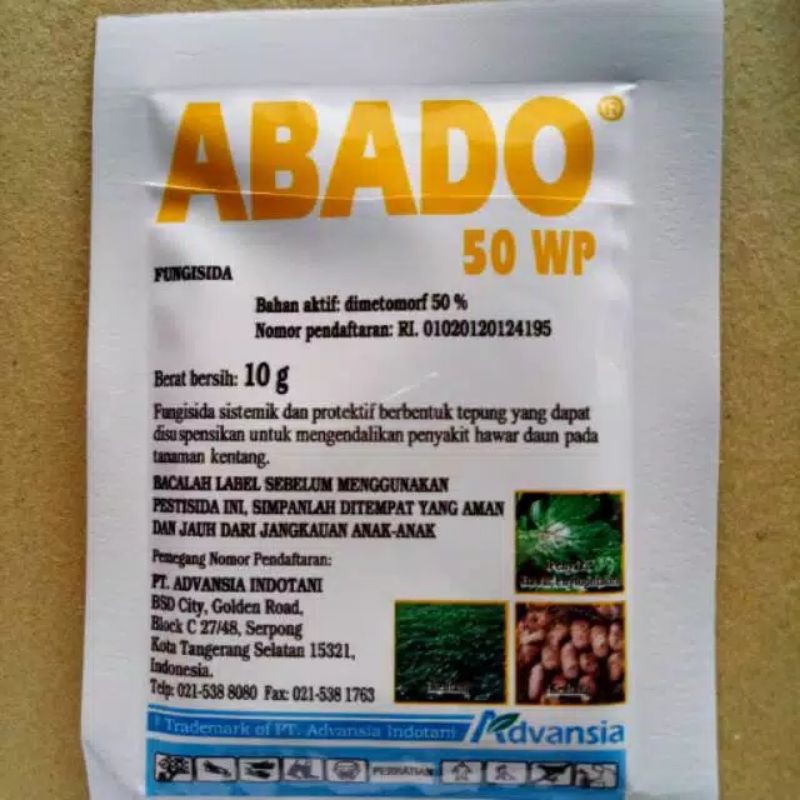 ABADO®
50 WP
FUNGISIDA
Bahan aktif: dimetomorf 50 %
Nomor pendaftaran: RI. 01020120124195
Berat bersih: 10 g
Fungisida sistemik dan protektif berbentuk tepung yang dapat
disuspensikan untuk mengendalikan penyakit hawar daun pada
tanaman kentang.
BACALAH LABEL SEBELUM MENGGUNAKAN
PESTISIDA INI, SIMPANLAH DITEMPAT YANG AMAN
DAN JAUH DARI JANGKAUAN ANAK-ANAK
Pemegang Nomor Pendaftaran:
PT. ADVANSIA INDOTANI
BSD City, Golden Road,
Block C 27/48, Serpong
Kota Tangerang Selatan 15321,
Indonesia.
Telp: 021-538 8080 Fax: 021-538 1763
Penyakit
Kentang
Kentang
® Trademark of PT. Advansia Indotani
Advansia
PERHATIAN